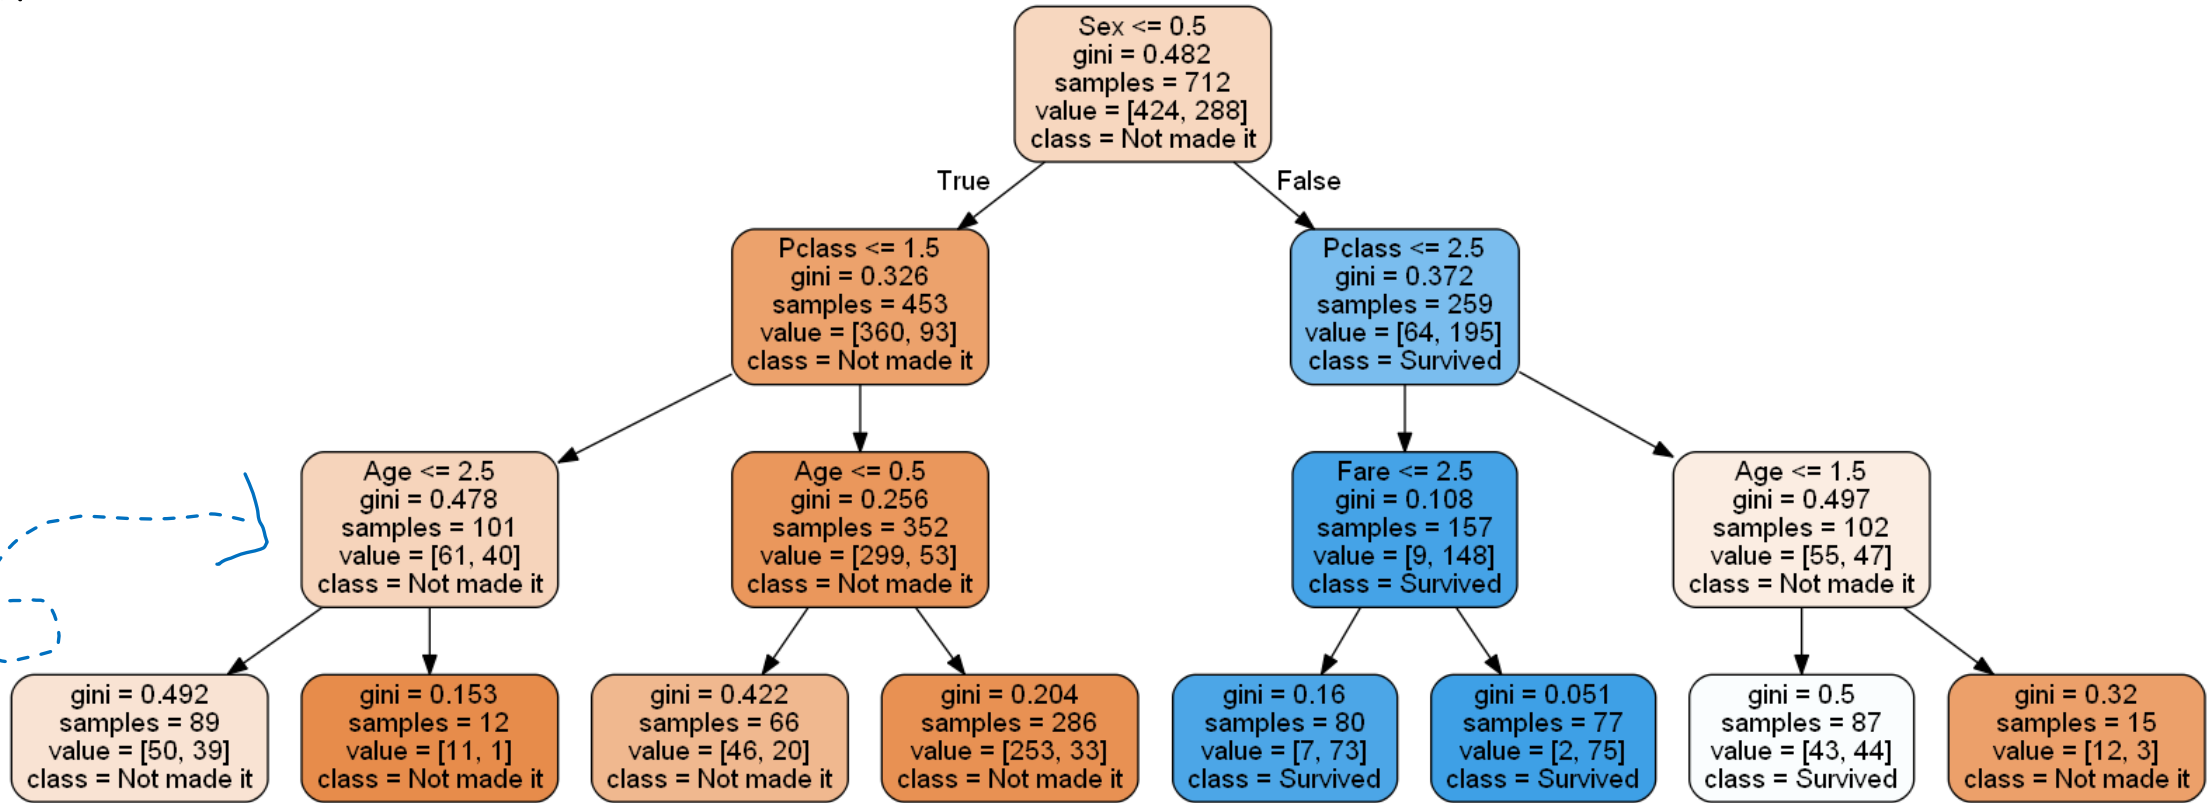 Sex <= 0.5
gini = 0.482
samples = 712
value = [424, 288]
class = Not made it
True
False
Pclass <= 1.5
gini = 0.326
samples = 453
value = [360, 93]
class = Not made it
Pclass <= 2.5
gini = 0.372
samples = 259
value = [64, 195]
class = Survived
Age <= 2.5
gini = 0.478
samples = 101
value = [61, 40]
class = Not made it
Age <= 0.5
gini = 0.256
samples = 352
value = [299, 53]
class = Not made it
Fare <= 2.5
gini = 0.108
samples = 157
value = [9, 148]
class = Survived
Age <= 1.5
gini = 0.497
samples = 102
value = [55, 47]
class = Not made it
gini = 0.492
samples = 89
value = [50, 39]
class = Not made it
gini = 0.153
samples = 12
value = [11, 1]
class = Not made it
gini = 0.422
samples = 66
value = [46, 20]
class = Not made it
gini = 0.204
samples = 286
value = [253, 33]
class = Not made it
gini = 0.16
samples = 80
value = [7, 73]
class = Survived
gini = 0.051
samples = 77
value = [2, 75]
class = Survived
gini = 0.5
samples = 87
value = [43, 44]
class = Survived
gini = 0.32
samples = 15
value = [12, 3]
class = Not made it